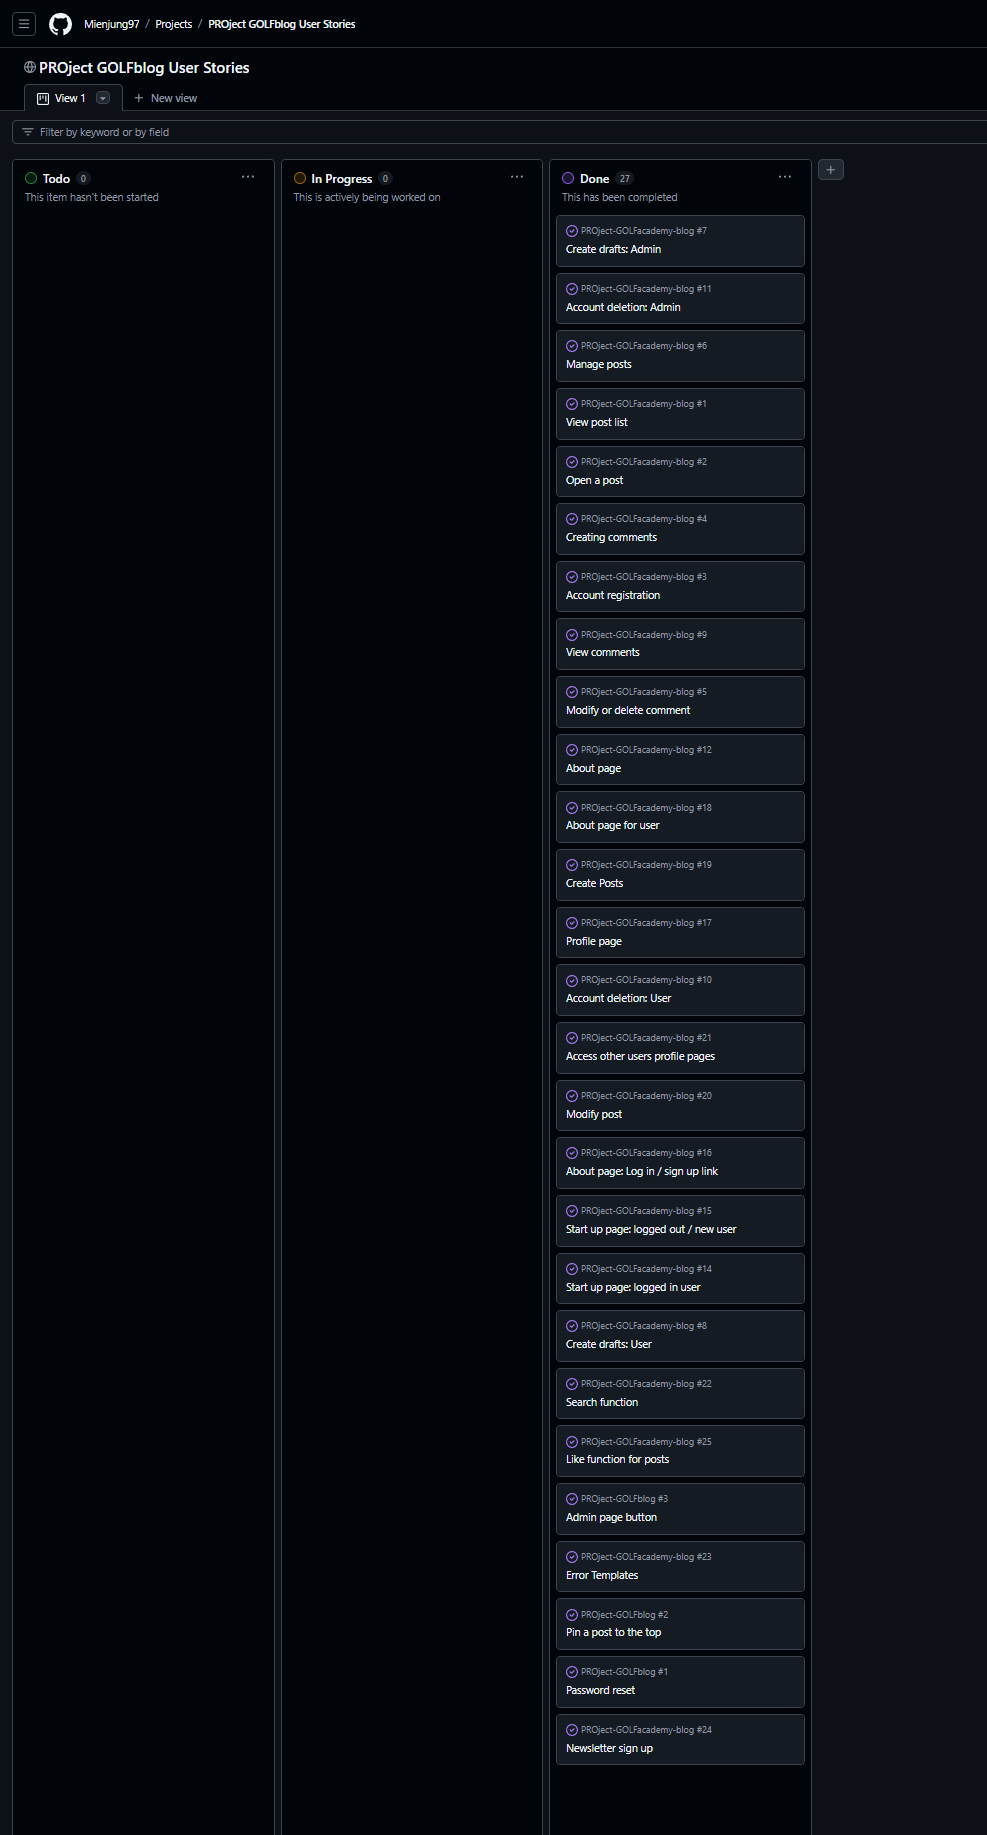 Mienjung97 / Projects / PROject GOLFblog User Stories
PROject GOLFblog User Stories
View 1
New view
Filter by keyword or by field
Todo 0
This item hasn't been started
In Progress 0
This is actively being worked on
Done 27
This has been completed
PROject-GOLFacademy-blog #7
Create drafts: Admin
PROject-GOLFacademy-blog #11
Account deletion: Admin
PROject-GOLFacademy-blog #6
Manage posts
PROject-GOLFacademy-blog #1
View post list
PROject-GOLFacademy-blog #2
Open a post
PROject-GOLFacademy-blog #4
Creating comments
PROject-GOLFacademy-blog #3
Account registration
PROject-GOLFacademy-blog #9
View comments
PROject-GOLFacademy-blog #5
Modify or delete comment
PROject-GOLFacademy-blog #12
About page
PROject-GOLFacademy-blog #18
About page for user
PROject-GOLFacademy-blog #19
Create Posts
PROject-GOLFacademy-blog #17
Profile page
PROject-GOLFacademy-blog #10
Account deletion: User
PROject-GOLFacademy-blog #21
Access other users profile pages
PROject-GOLFacademy-blog #20
Modify post
PROject-GOLFacademy-blog #16
About page: Log in / sign up link
PROject-GOLFacademy-blog #15
Start up page: logged out / new user
PROject-GOLFacademy-blog #14
Start up page: logged in user
PROject-GOLFacademy-blog #8
Create drafts: User
PROject-GOLFacademy-blog #22
Search function
PROject-GOLFacademy-blog #25
Like function for posts
PROject-GOLFblog #3
Admin page button
PROject-GOLFacademy-blog #23
Error Templates
PROject-GOLFblog #2
Pin a post to the top
PROject-GOLFblog #1
Password reset
PROject-GOLFacademy-blog #24
Newsletter sign up